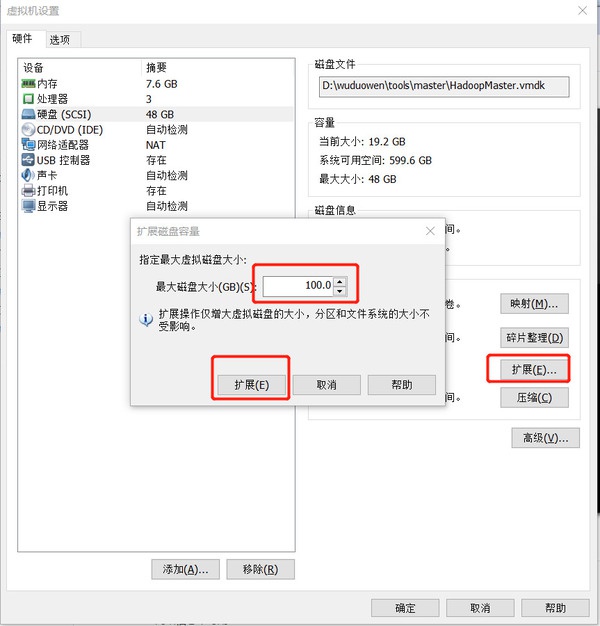 虚拟机设置
硬件 选项
设备 摘要
内存 7.6 GB
处理器 3
硬盘 (SCSI) 48 GB
CD/DVD (IDE) 自动检测
网络适配器 NAT
USB 控制器 存在
声卡 自动检测
打印机 存在
显示器 自动检测
添加(A)... 移除(R)
磁盘文件
D:\wuduowen\tools\master\HadoopMaster.vmdk
容量
当前大小: 19.2 GB
系统可用空间: 599.6 GB
最大大小: 48 GB
磁盘信息
间。
。
卷。 映射(M)...
间。 碎片整理(D)
扩展(E)...
间。 压缩(C)
高级(V)...
扩展磁盘容量
指定最大虚拟磁盘大小:
最大磁盘大小(GB)(S): 100.0
扩展操作仅增大虚拟磁盘的大小，分区和文件系统的大小不
受影响。
扩展(E) 取消 帮助
确定 取消 帮助